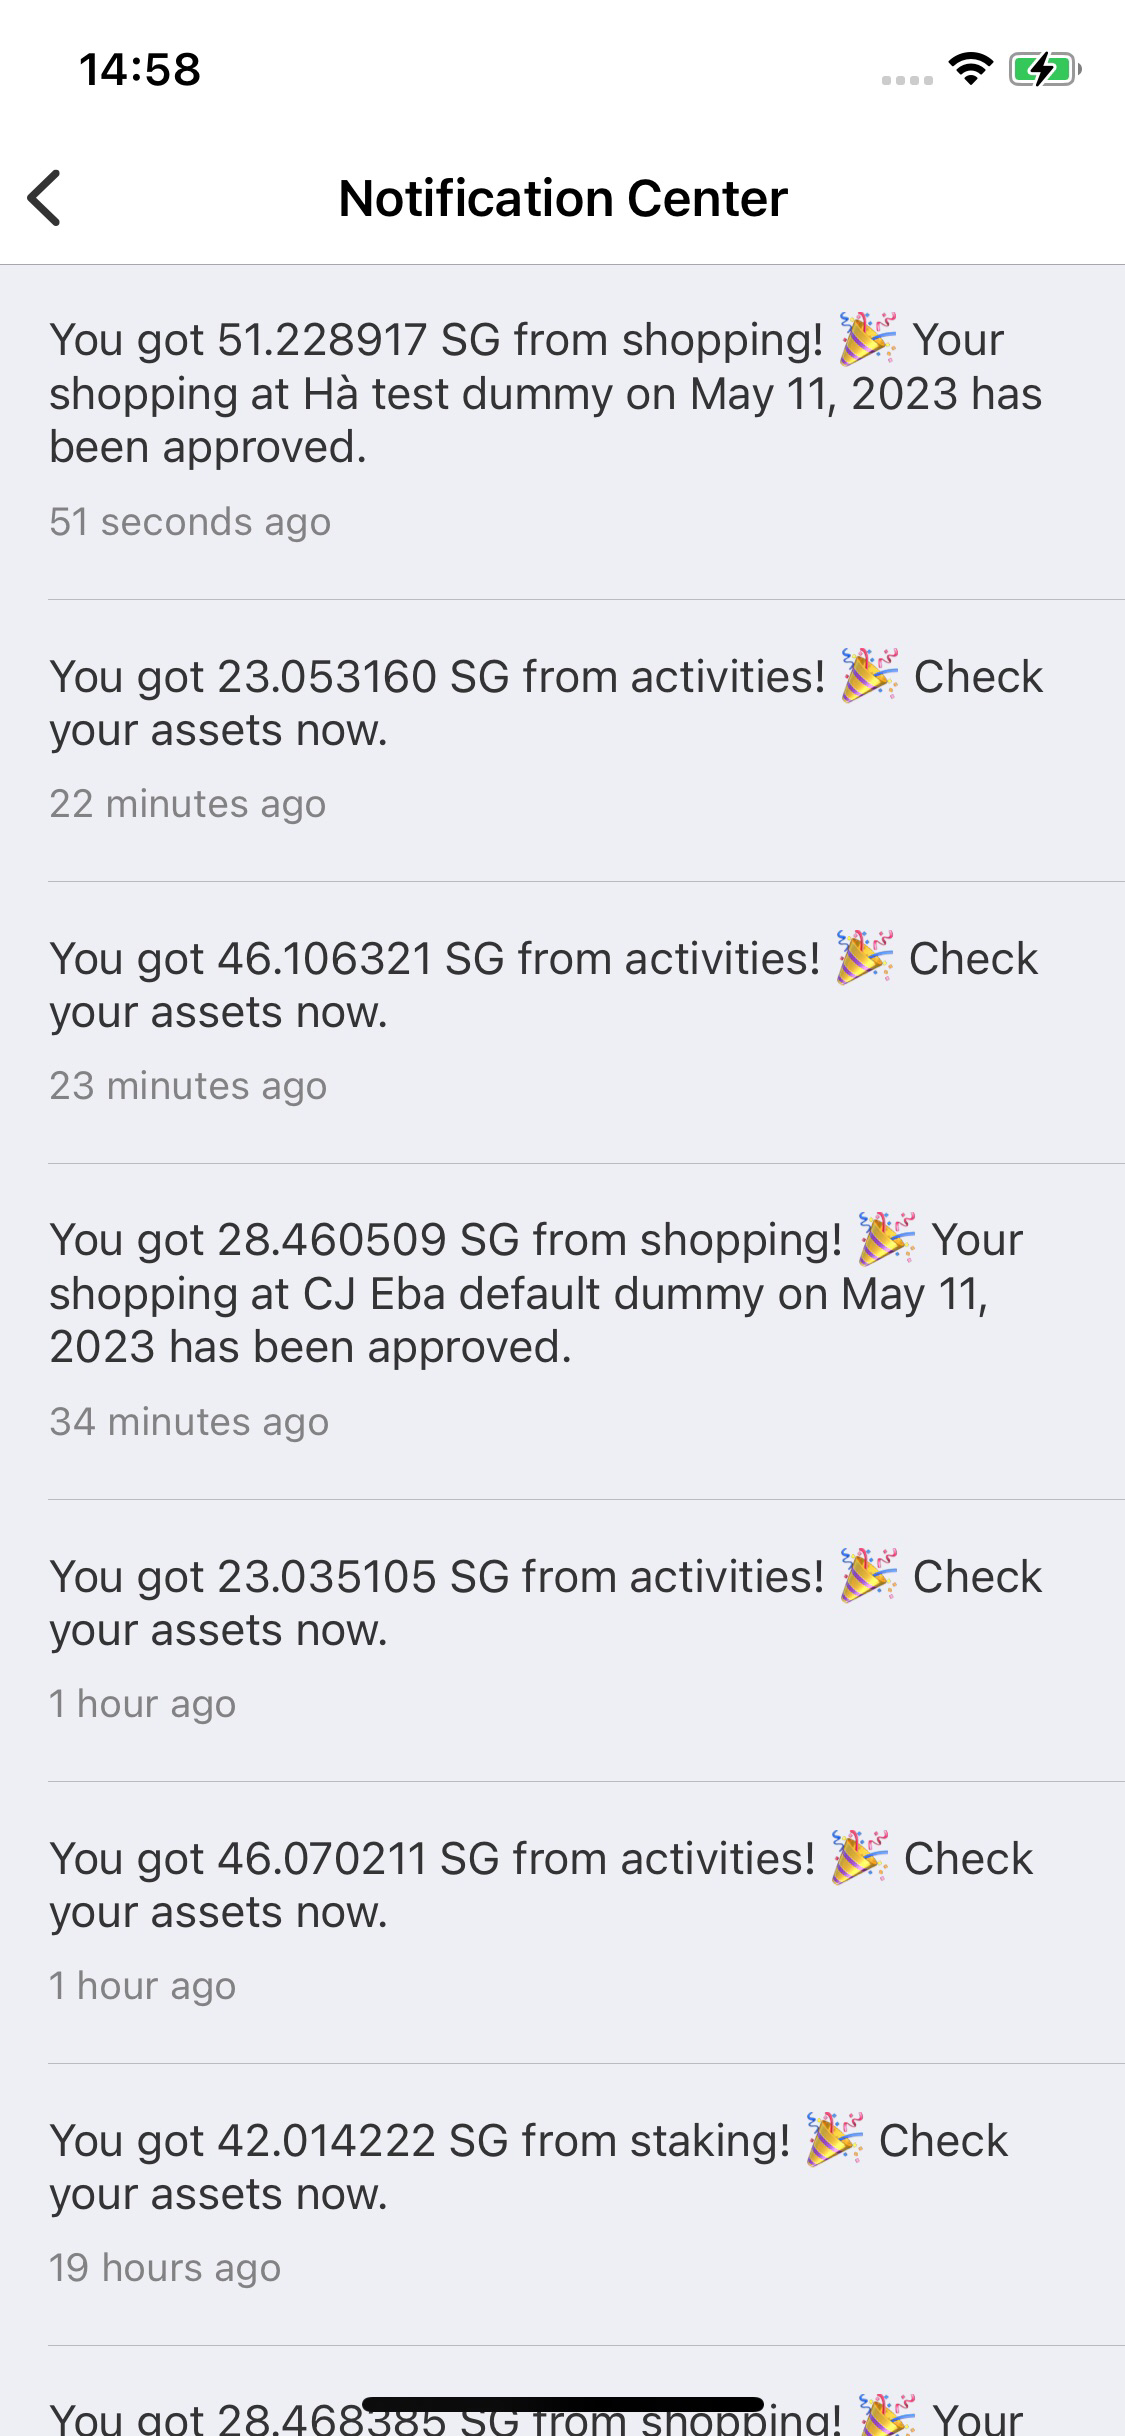 14:58
Notification Center
You got 51.228917 SG from shopping! 🎉 Your
shopping at Hà test dummy on May 11, 2023 has
been approved.
51 seconds ago
You got 23.053160 SG from activities! 🎉 Check
your assets now.
22 minutes ago
You got 46.106321 SG from activities! 🎉 Check
your assets now.
23 minutes ago
You got 28.460509 SG from shopping! 🎉 Your
shopping at CJ Eba default dummy on May 11,
2023 has been approved.
34 minutes ago
You got 23.035105 SG from activities! 🎉 Check
your assets now.
1 hour ago
You got 46.070211 SG from activities! 🎉 Check
your assets now.
1 hour ago
You got 42.014222 SG from staking! 🎉 Check
your assets now.
19 hours ago
You got 28.468385 SG from shopping! 🎉 Your